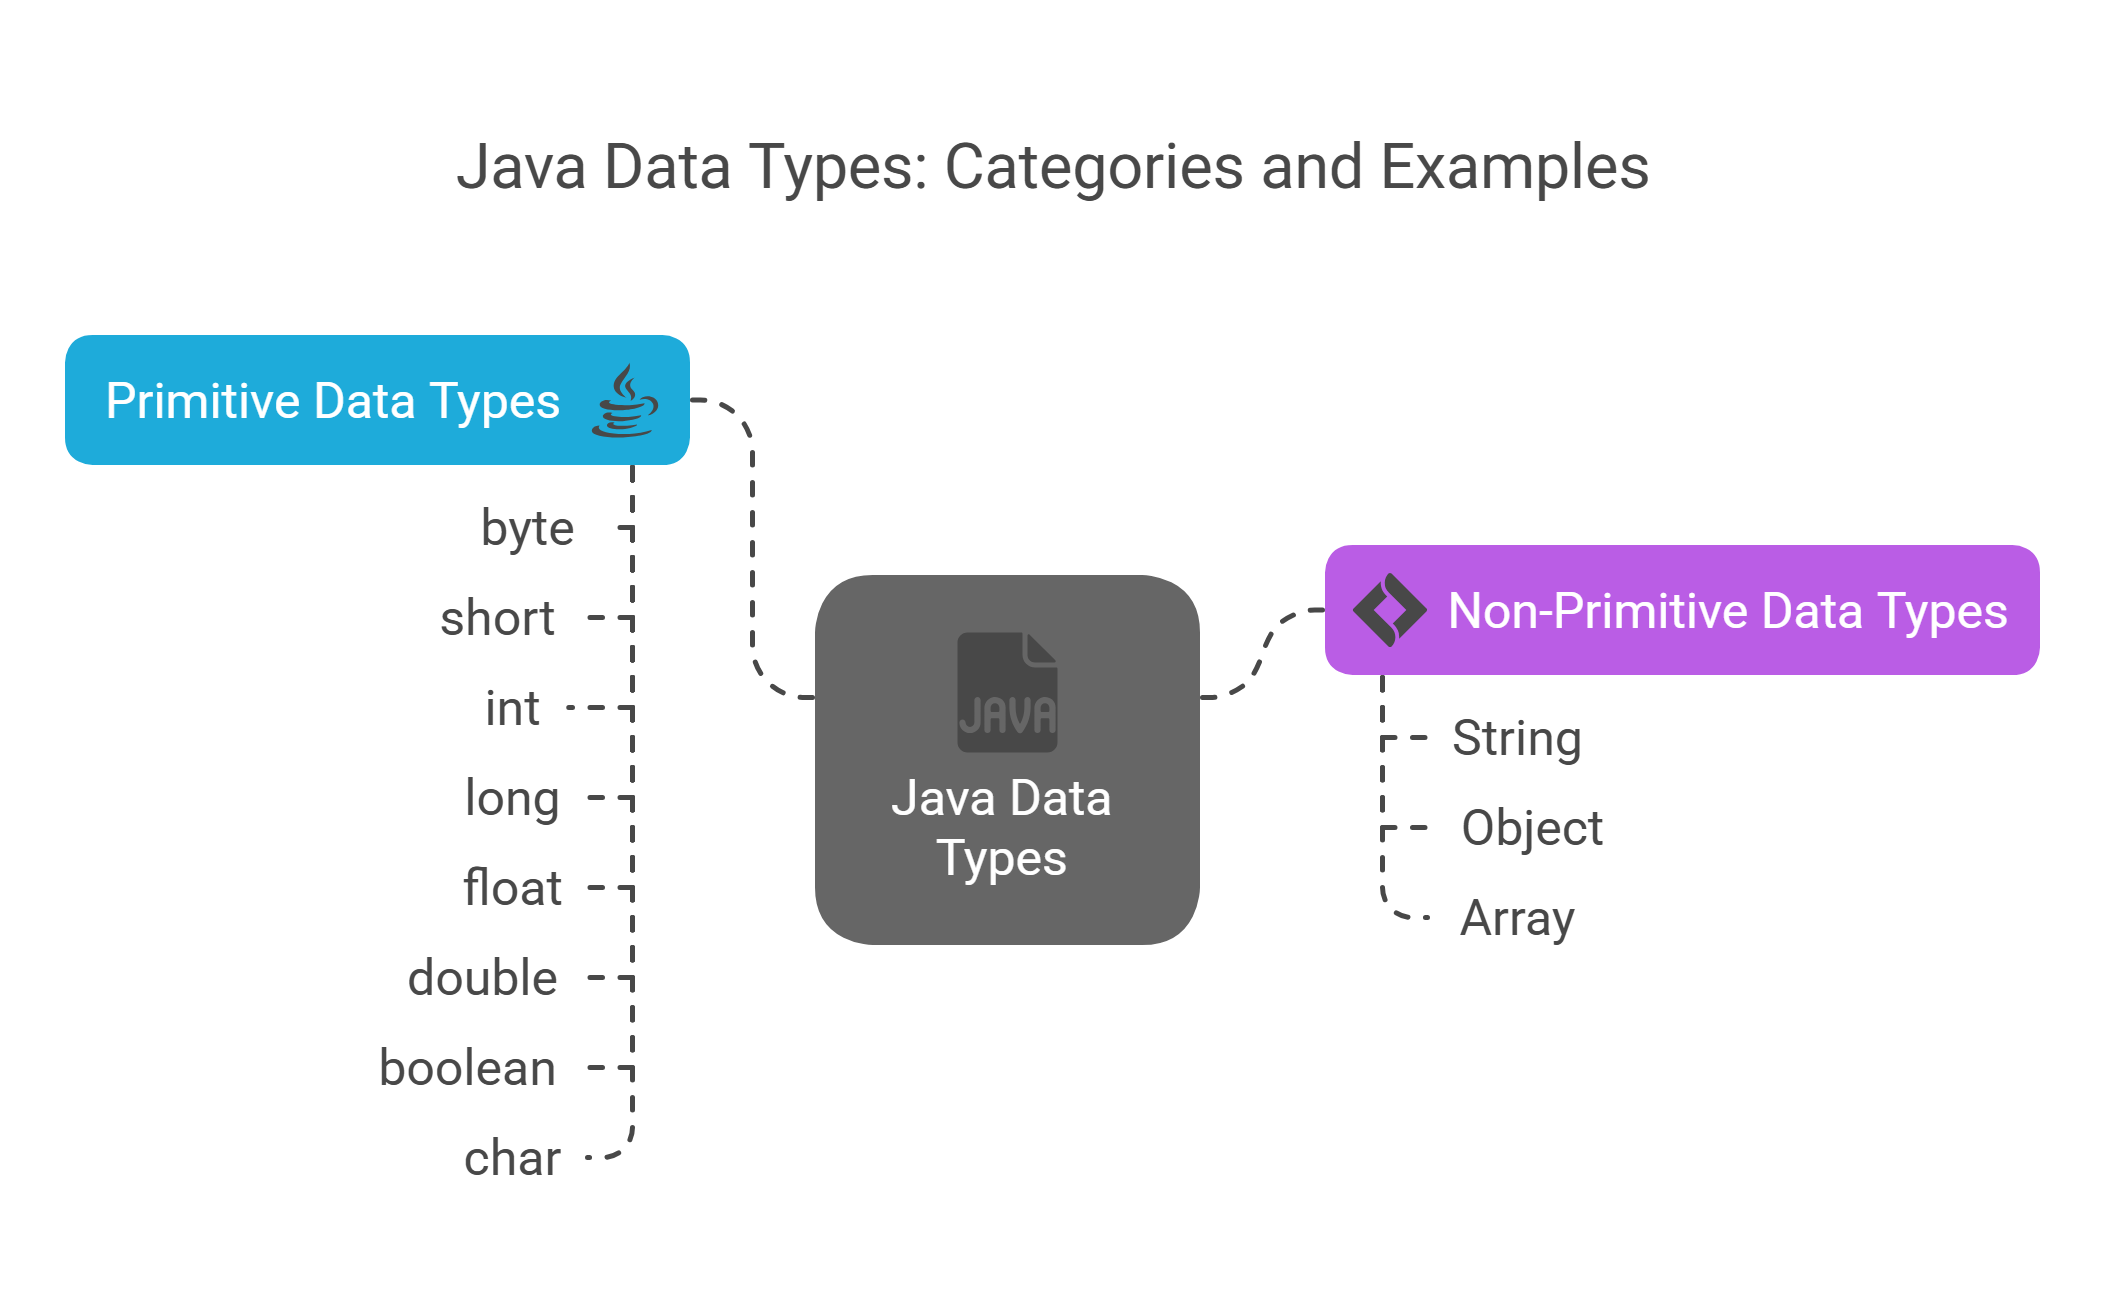 Java Data Types: Categories and Examples
Primitive Data Types
byte
short
int
long
float
double
boolean
char
JAVA
Java Data
Types
Non-Primitive Data Types
String
Object
Array